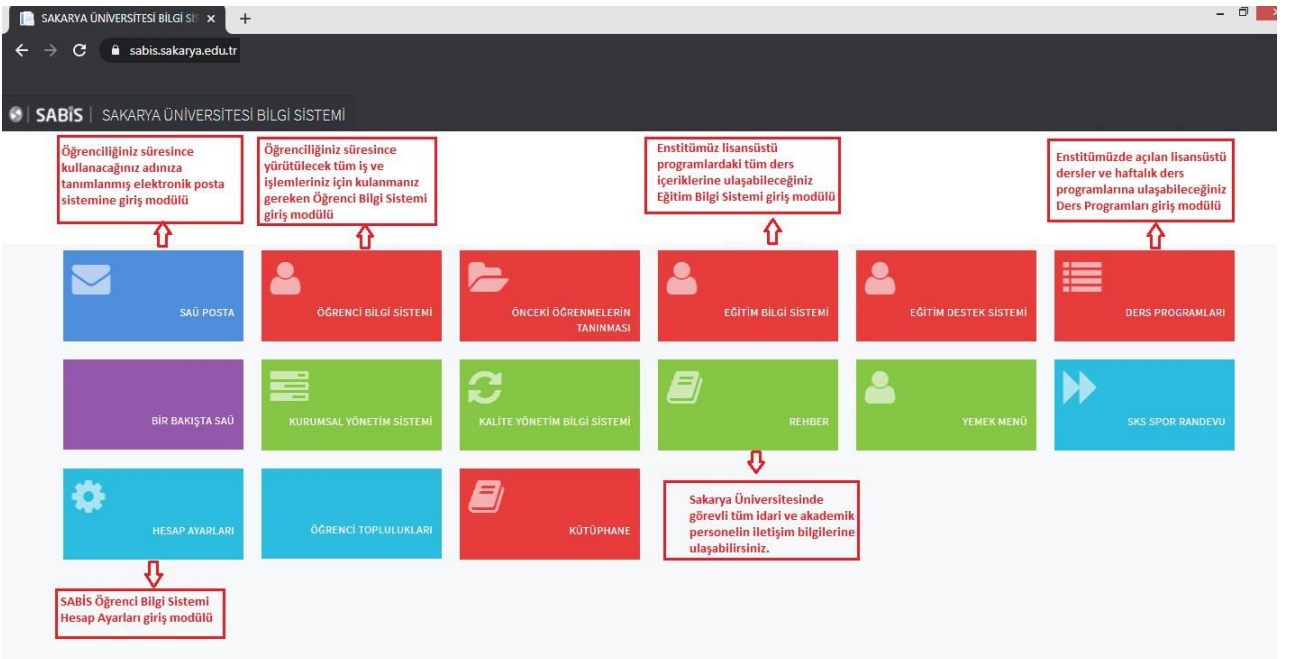 SAKARYA ÜNİVERSİTESİ BİLGİ SİS
sabis.sakarya.edu.tr
SABİS | SAKARYA ÜNİVERSİTESİ BİLGİ SİSTEMİ
Öğrenciliğiniz süresince
kullanacağınız adınıza
tanımlanmış elektronik posta
sistemine giriş modülü
Öğrenciliğiniz süresince
yürütülecek tüm iş ve
işlemleriniz için kulanmanız
gereken Öğrenci Bilgi Sistemi
giriş modülü
Enstitümüz lisansüstü
programlardaki tüm ders
içeriklerine ulaşabileceğiniz
Eğitim Bilgi Sistemi giriş modülü
Enstitümüzde açılan lisansüstü
dersler ve haftalık ders
programlarına ulaşabileceğiniz
Ders Programları giriş modülü
SAÜ POSTA
ÖĞRENCİ BİLGİ SİSTEMİ
ÖNCEKİ ÖĞRENMELERİN
TANINMASI
EĞİTİM BİLGİ SİSTEMİ
EĞİTİM DESTEK SİSTEMİ
DERS PROGRAMLARI
BİR BAKIŞTA SAÜ
KURUMSAL YÖNETİM SİSTEMİ
KALİTE YÖNETİM BİLGİ SİSTEMİ
REHBER
YEMEK MENÜ
SKS SPOR RANDEVU
HESAP AYARLARI
ÖĞRENCİ TOPLULUKLARI
KÜTÜPHANE
Sakarya Üniversitesinde
görevli tüm idari ve akademik
personelin iletişim bilgilerine
ulaşabilirsiniz.
SABİS Öğrenci Bilgi Sistemi
Hesap Ayarları giriş modülü